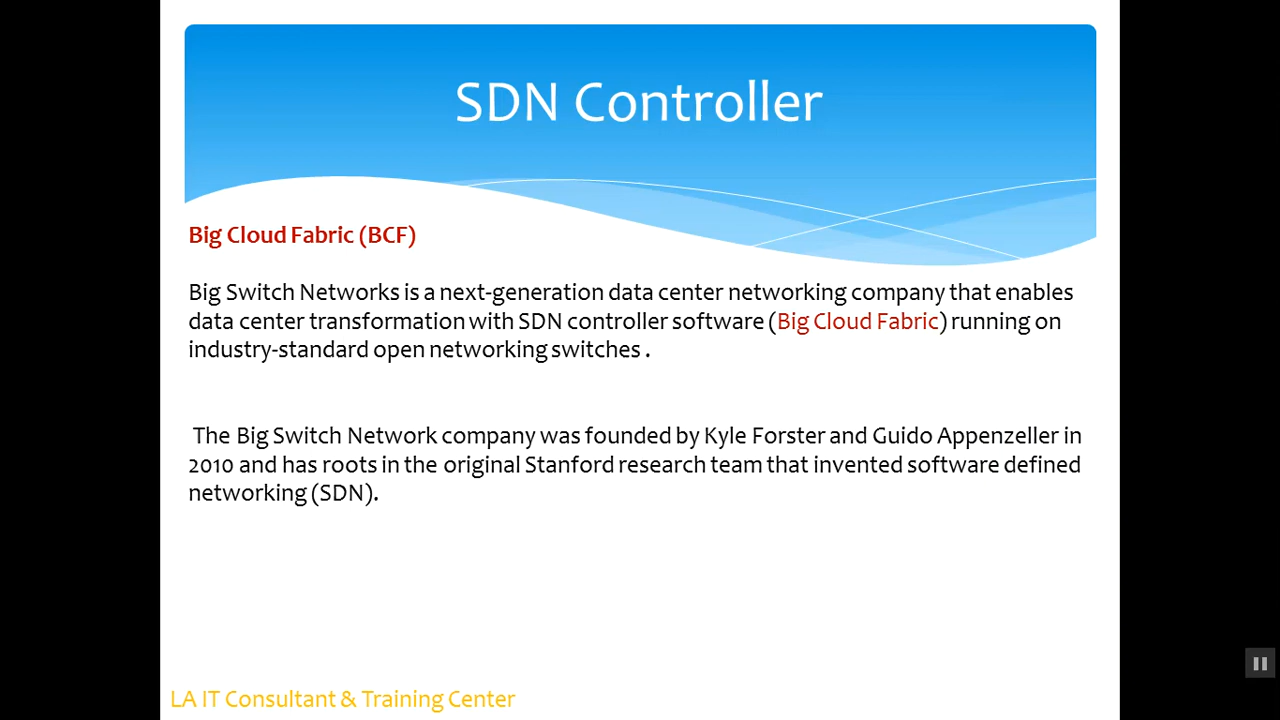 SDN Controller
Big Cloud Fabric (BCF)
Big Switch Networks is a next-generation data center networking company that enables
data center transformation with SDN controller software (Big Cloud Fabric) running on
industry-standard open networking switches .
The Big Switch Network company was founded by Kyle Forster and Guido Appenzeller in
2010 and has roots in the original Stanford research team that invented software defined
networking (SDN).
LA IT Consultant & Training Center